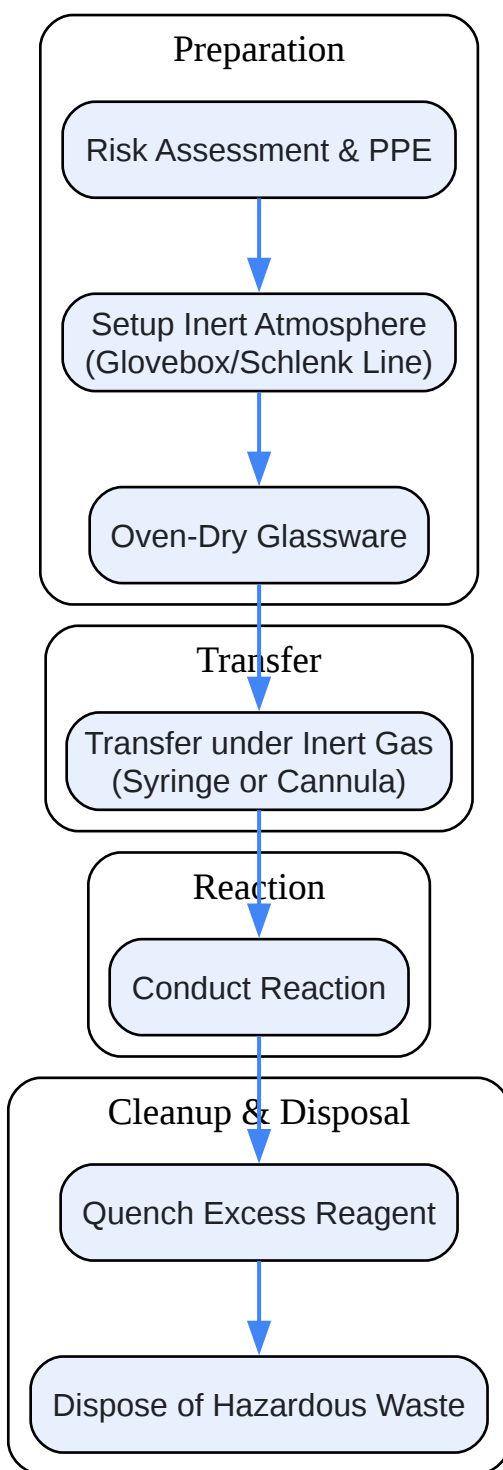 Preparation
Risk Assessment & PPE
Setup Inert Atmosphere
(Glovebox/Schlenk Line)
Oven-Dry Glassware
Transfer
Transfer under Inert Gas
(Syringe or Cannula)
Reaction
Conduct Reaction
Cleanup & Disposal
Quench Excess Reagent
Dispose of Hazardous Waste